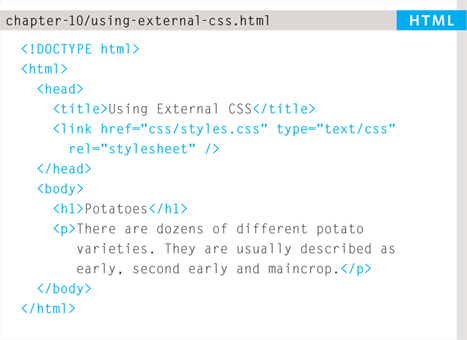 chapter-10/using-external-css.html HTML
<!DOCTYPE html>
<html>
<head>
<title>Using External CSS</title>
<link href="css/styles.css" type="text/css"
rel="stylesheet" />
</head>
<body>
<h1>Potatoes</h1>
<p>There are dozens of different potato
varieties. They are usually described as
early, second early and maincrop.</p>
</body>
</html>